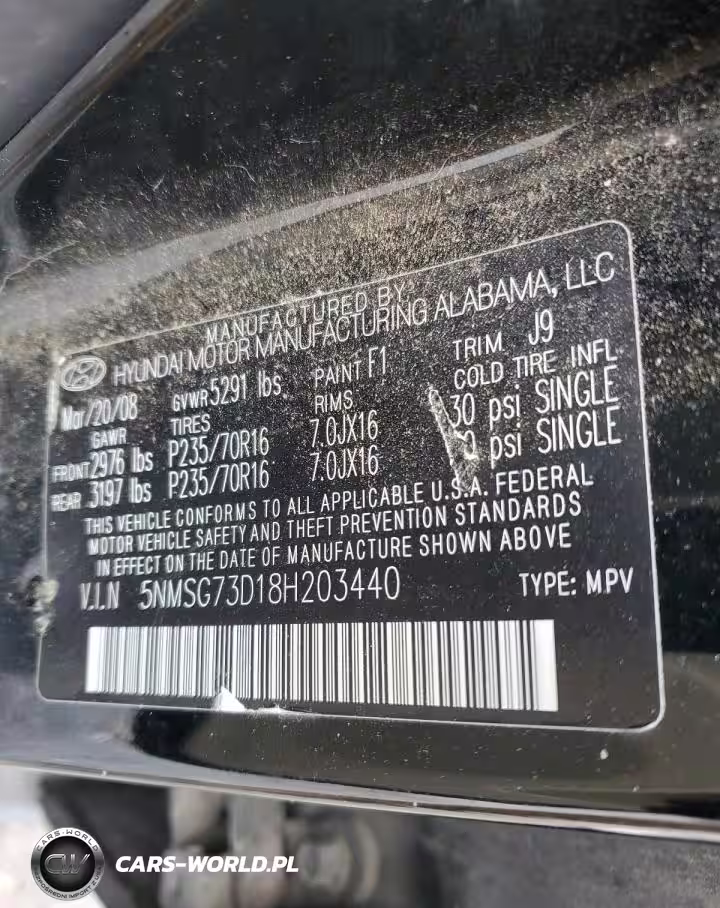 MANUFACTURED BY
HYUNDAI MOTOR MANUFACTURING ALABAMA, LLC
Mar/20/08 GVWR 5291 lbs PAINT F1 TRIM J9
GAWR TIRES RIMS COLD TIRE INFL
FRONT 2976 lbs P235/70R16 7.0JX16 30 psi SINGLE
REAR 3197 lbs P235/70R16 7.0JX16 psi SINGLE
THIS VEHICLE CONFORMS TO ALL APPLICABLE U.S.A. FEDERAL
MOTOR VEHICLE SAFETY AND THEFT PREVENTION STANDARDS
IN EFFECT ON THE DATE OF MANUFACTURE SHOWN ABOVE
V.I.N 5NMSG73D18H203440 TYPE: MPV
CARS-WORLD
CW
CARS-WORLD.PL